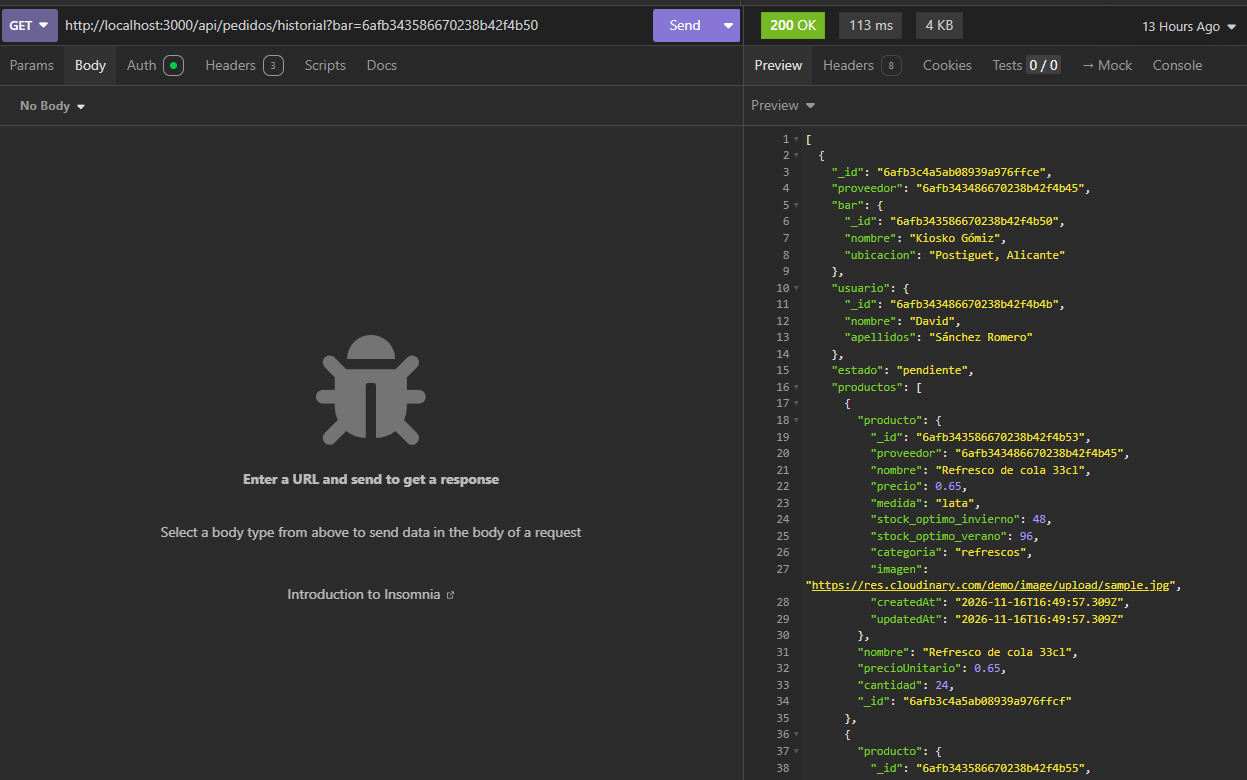 GET http://localhost:3000/api/pedidos/historial?bar=6afb343586670238b42f4b50 Send
200 OK 113 ms 4 KB 13 Hours Ago
Params Body Auth Headers 3 Scripts Docs
Preview Headers 8 Cookies Tests 0 / 0 → Mock Console
No Body
Preview
Enter a URL and send to get a response
Select a body type from above to send data in the body of a request
Introduction to Insomnia
1 [
2 {
3 "_id": "6afb3c4a5ab08939a976ffce",
4 "proveedor": "6afb343486670238b42f4b45",
5 "bar": {
6 "_id": "6afb343586670238b42f4b50",
7 "nombre": "Kiosko Gómiz",
8 "ubicacion": "Postiguet, Alicante"
9 },
10 "usuario": {
11 "_id": "6afb343486670238b42f4b4b",
12 "nombre": "David",
13 "apellidos": "Sánchez Romero"
14 },
15 "estado": "pendiente",
16 "productos": [
17 {
18 "producto": {
19 "_id": "6afb343586670238b42f4b53",
20 "proveedor": "6afb343486670238b42f4b45",
21 "nombre": "Refresco de cola 33cl",
22 "precio": 0.65,
23 "medida": "lata",
24 "stock_optimo_invierno": 48,
25 "stock_optimo_verano": 96,
26 "categoria": "refrescos",
27 "imagen":
"https://res.cloudinary.com/demo/image/upload/sample.jpg",
28 "createdAt": "2026-11-16T16:49:57.309Z",
29 "updatedAt": "2026-11-16T16:49:57.309Z"
30 },
31 "nombre": "Refresco de cola 33cl",
32 "precioUnitario": 0.65,
33 "cantidad": 24,
34 "_id": "6afb3c4a5ab08939a976ffcf"
35 },
36 {
37 "producto": {
38 "_id": "6afb343586670238b42f4b55",